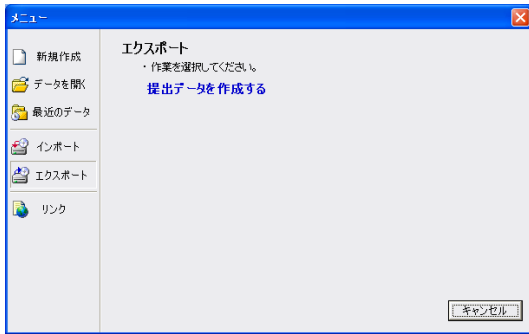 メニュー
新規作成
データを開く
最近のデータ
インポート
エクスポート
リンク
エクスポート
・作業を選択してください。
提出データを作成する
キャンセル